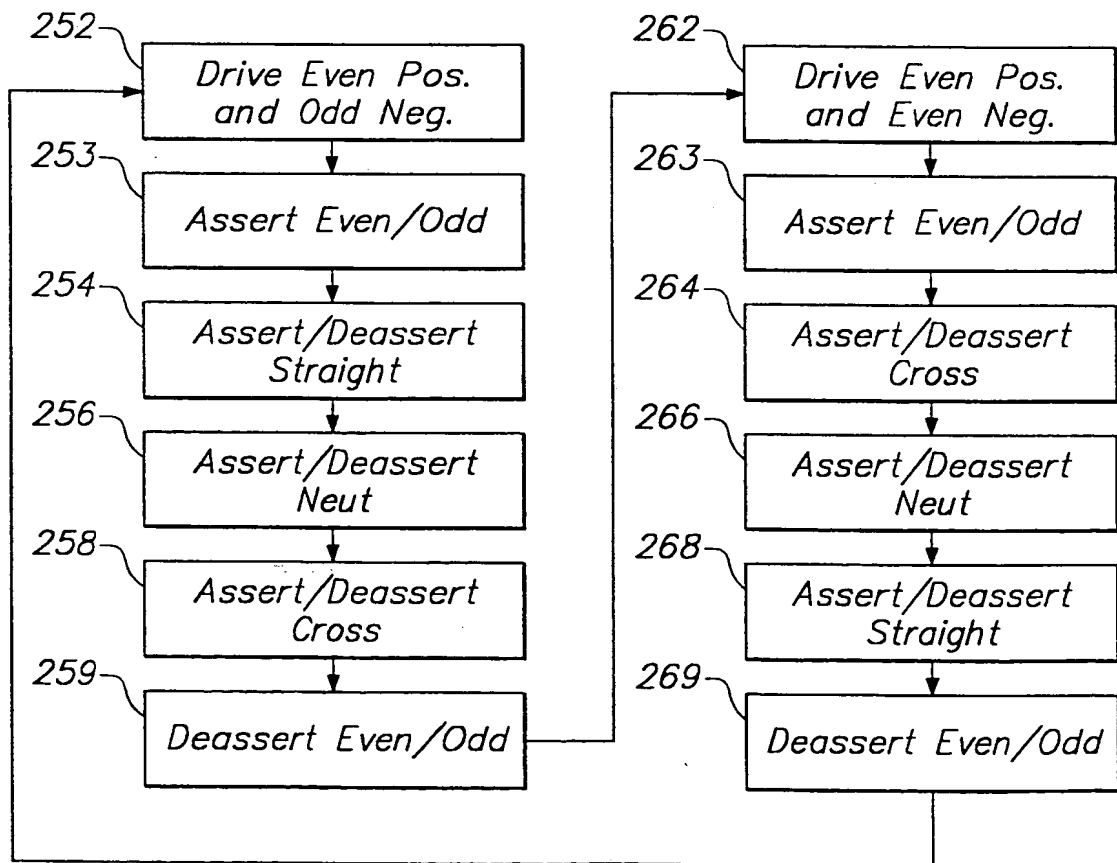 252
Drive Even Pos.
and Odd Neg.
253
Assert Even/Odd
254
Assert/Deassert
Straight
256
Assert/Deassert
Neut
258
Assert/Deassert
Cross
259
Deassert Even/Odd
262
Drive Even Pos.
and Even Neg.
263
Assert Even/Odd
264
Assert/Deassert
Cross
266
Assert/Deassert
Neut
268
Assert/Deassert
Straight
269
Deassert Even/Odd